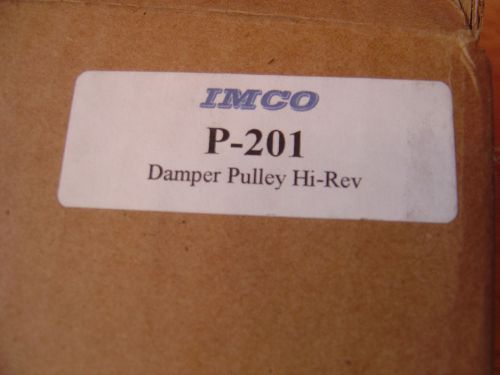 IMCO
P-201
Damper Pulley Hi-Rev